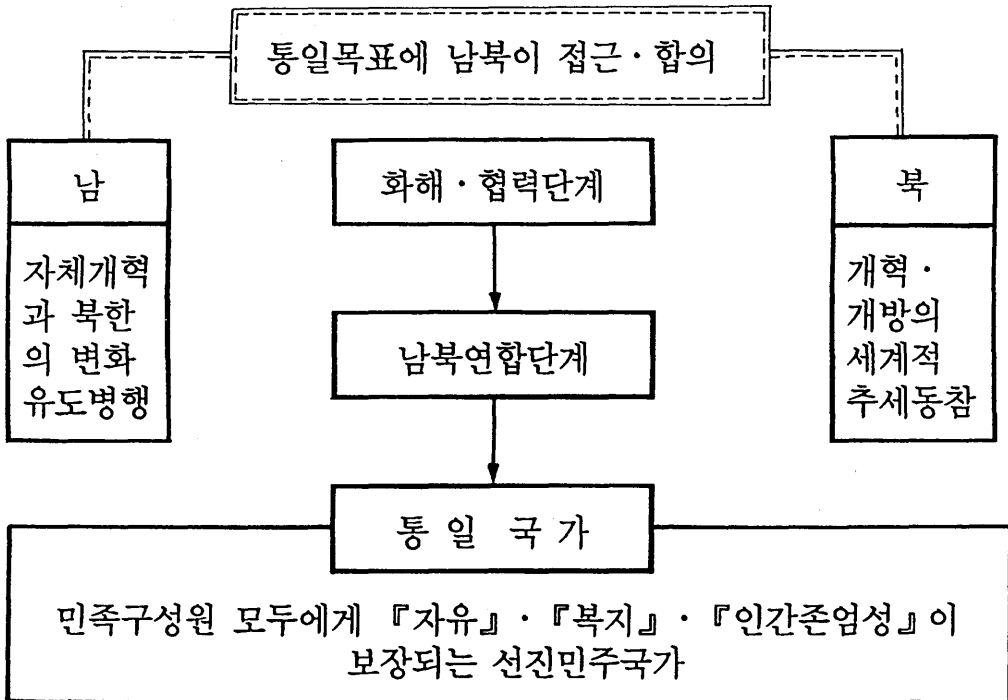 통일목표에 남북이 접근·합의
남
자체개혁
과 북한
의 변화
유도병행
화해·협력단계
남북연합단계
북
개혁·
개방의
세계적
추세동참
통일 국가
민족구성원 모두에게 『자유』·『복지』·『인간존엄성』이
보장되는 선진민주국가